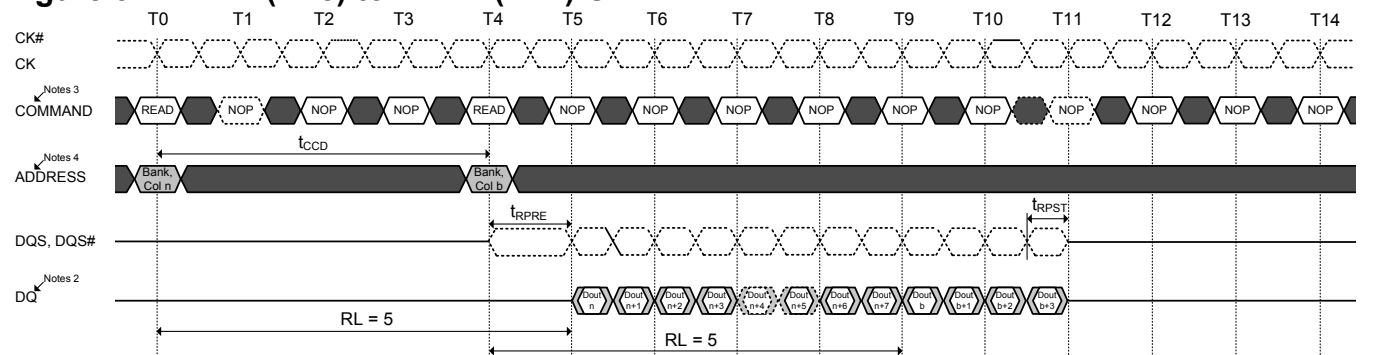 T0 T1 T2 T3 T4 T5 T6 T7 T8 T9 T10 T11 T12 T13 T14
CK#
CK
Notes 3
COMMAND READ NOP NOP NOP READ NOP NOP NOP NOP NOP NOP NOP NOP NOP NOP
tCCD
Notes 4
ADDRESS
Bank, Col n
Bank, Col b
tRPRE
tRPST
DQS, DQS#
Notes 2
DQ
Dout n
Dout n+1
Dout n+2
Dout n+3
Dout n+4
Dout n+5
Dout n+6
Dout n+7
Dout b
Dout b+1
Dout b+2
Dout b+3
RL = 5
RL = 5